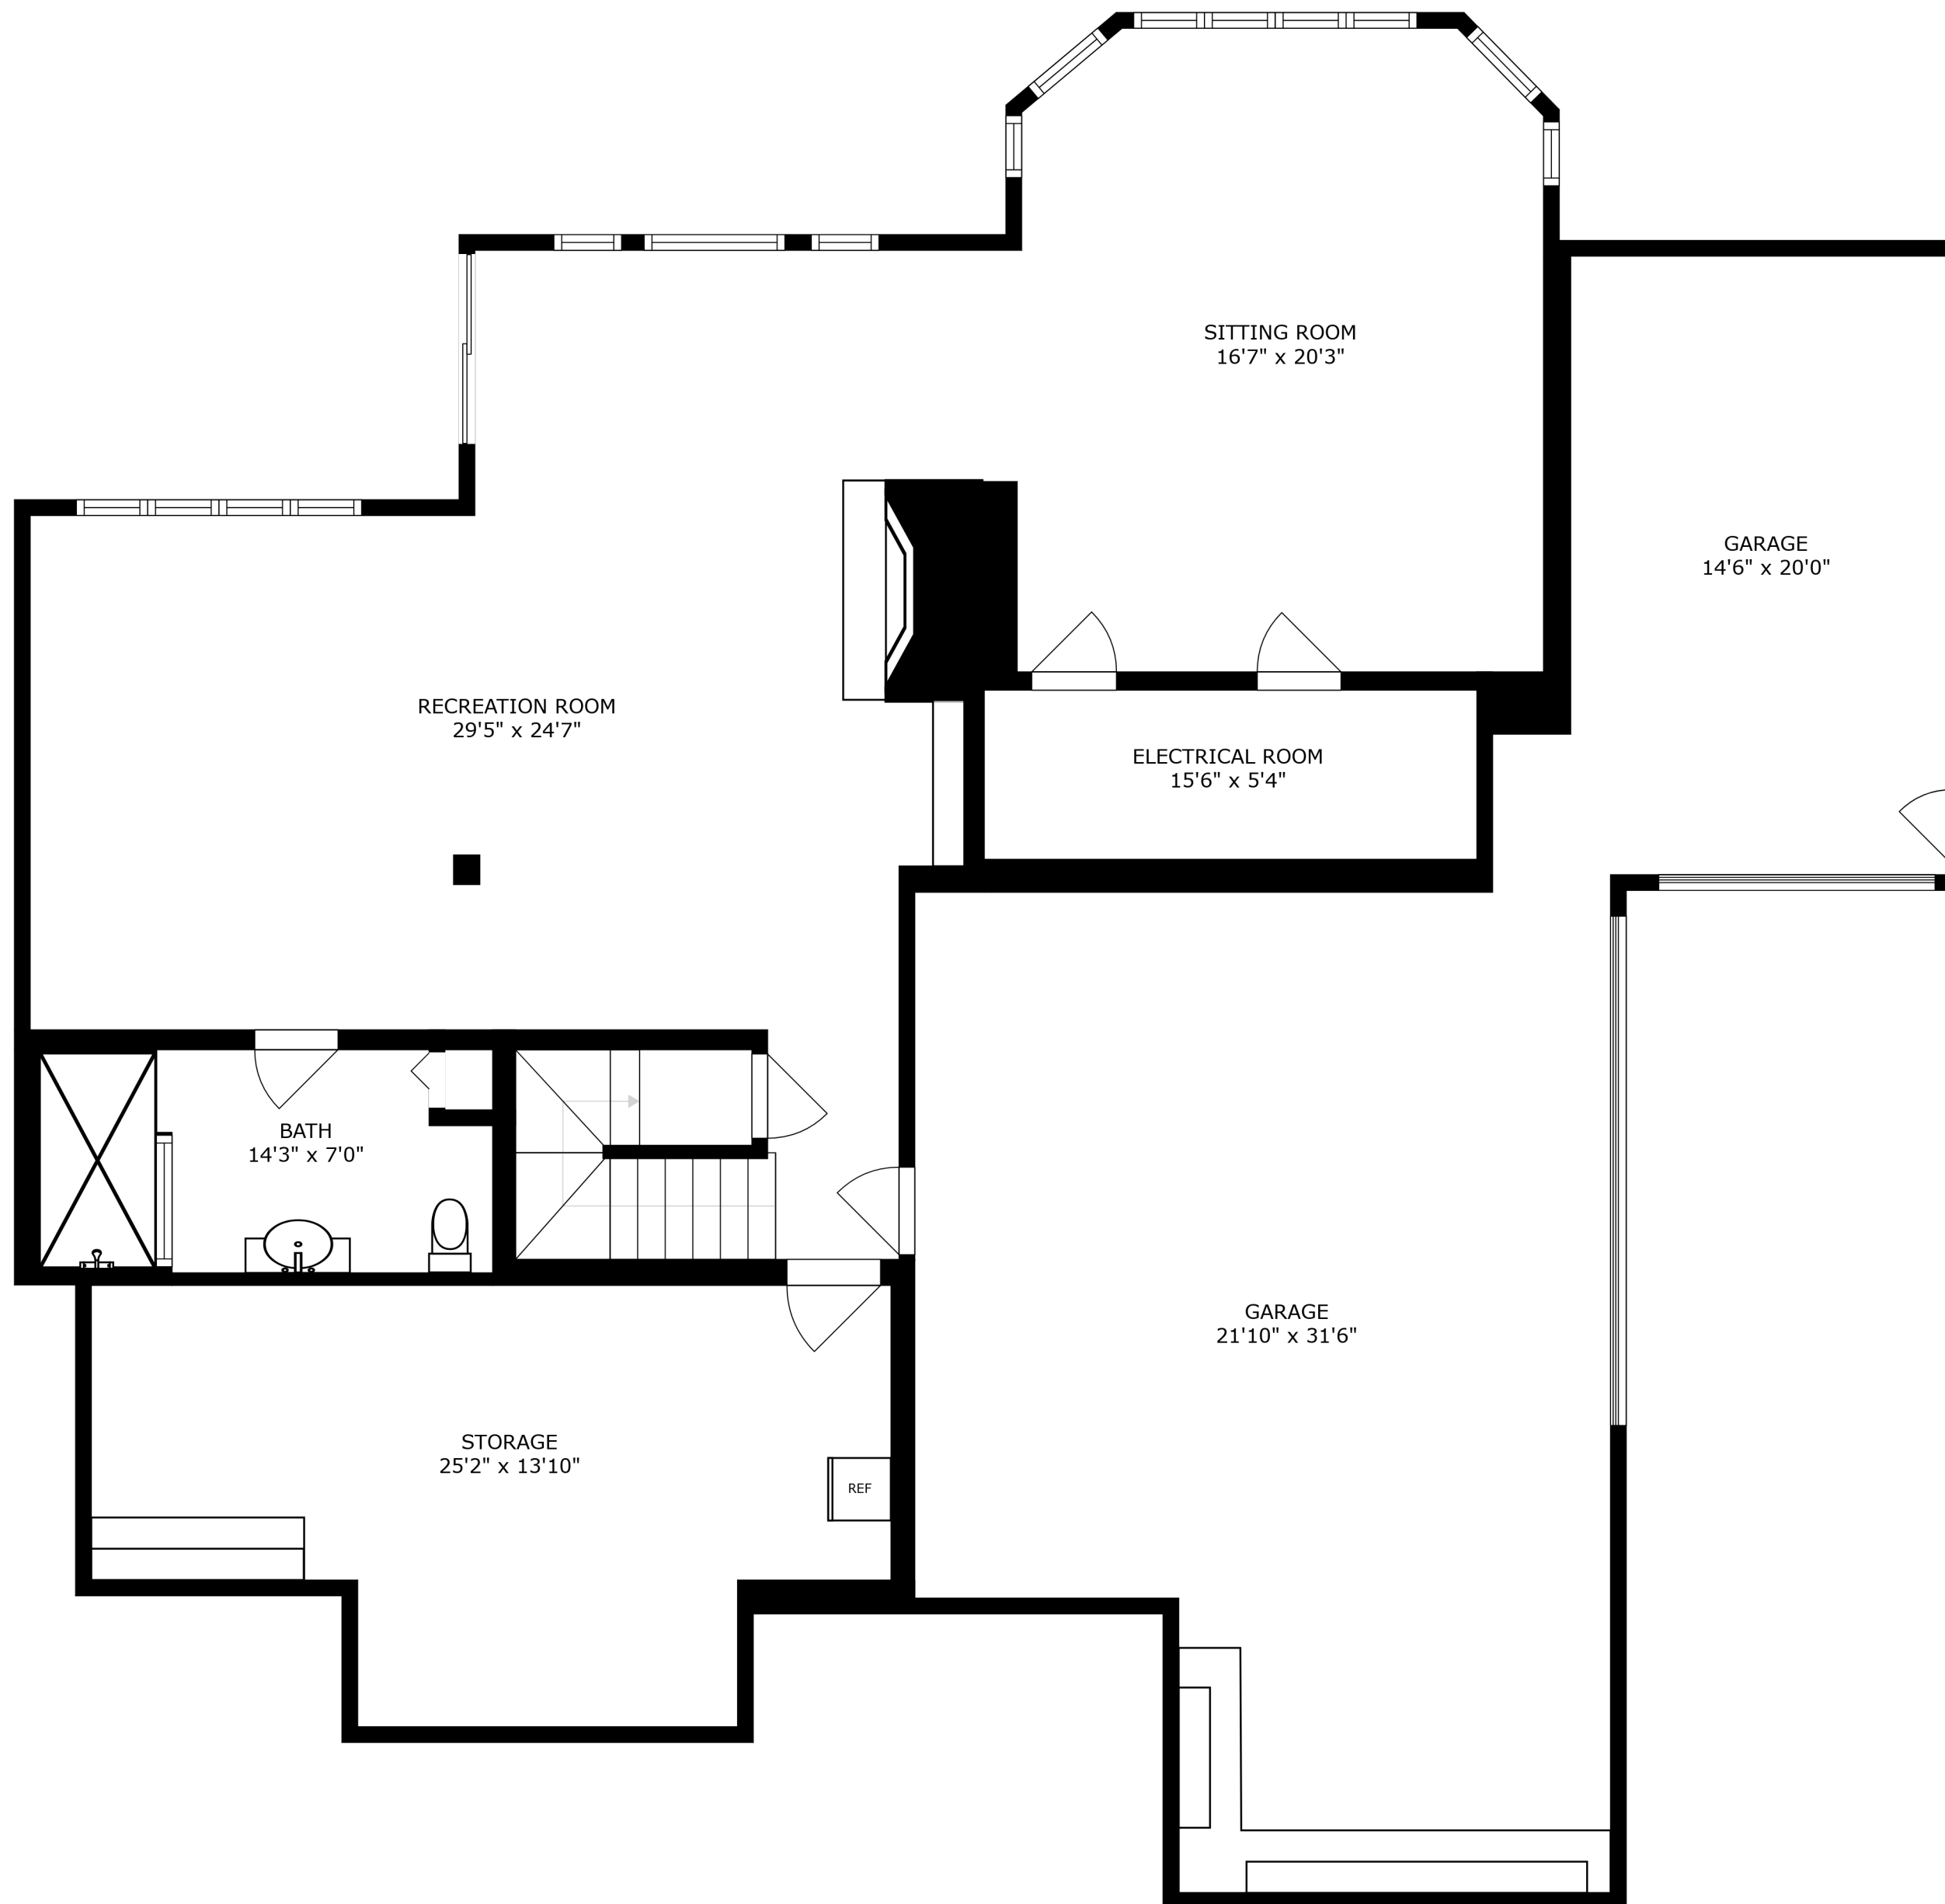 SITTING ROOM
16'7" x 20'3"
GARAGE
14'6" x 20'0"
RECREATION ROOM
29'5" x 24'7"
ELECTRICAL ROOM
15'6" x 5'4"
BATH
14'3" x 7'0"
GARAGE
21'10" x 31'6"
STORAGE
25'2" x 13'10"
REF